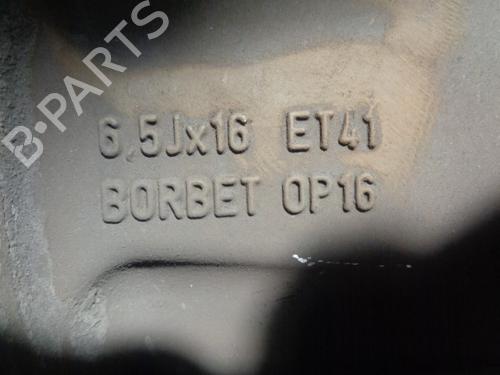 B-PARTS
6,5Jx16 ET41
BORBET OP16